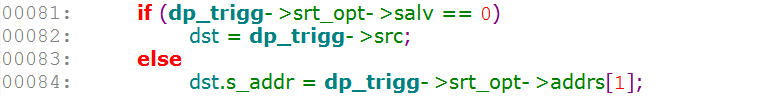 00081: if (dp_trigg->srt_opt->salv == 0)
00082: dst = dp_trigg->src;
00083: else
00084: dst.s_addr = dp_trigg->srt_opt->addrs[1];